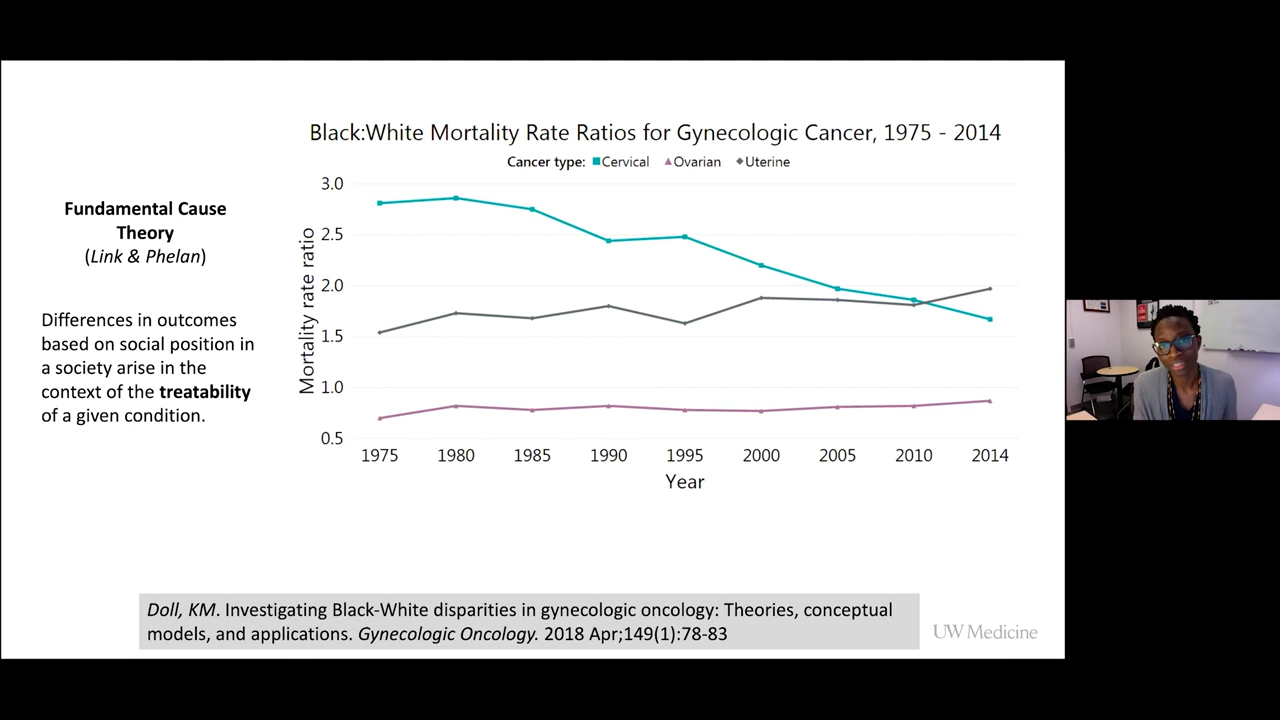 Black:White Mortality Rate Ratios for Gynecologic Cancer, 1975 - 2014
Cancer type: Cervical Ovarian Uterine
Fundamental Cause
Theory
(Link & Phelan)
Differences in outcomes
based on social position in
a society arise in the
context of the treatability
of a given condition.
Mortality rate ratio
3.0
2.5
2.0
1.5
1.0
0.5
1975 1980 1985 1990 1995 2000 2005 2010 2014
Year
Doll, KM. Investigating Black-White disparities in gynecologic oncology: Theories, conceptual
models, and applications. Gynecologic Oncology. 2018 Apr;149(1):78-83
UW Medicine